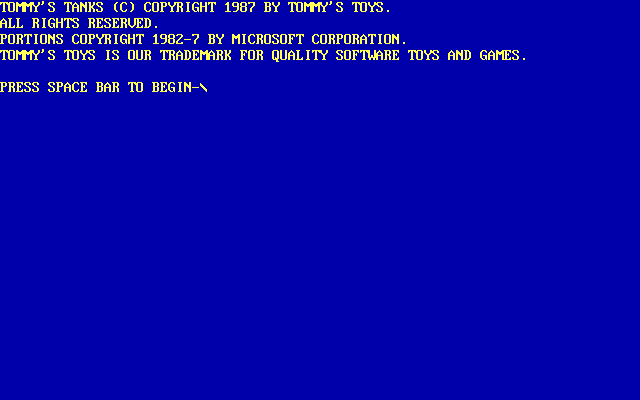 TOMMY'S TANKS (C) COPYRIGHT 1987 BY TOMMY'S TOYS.
ALL RIGHTS RESERVED.
PORTIONS COPYRIGHT 1982-7 BY MICROSOFT CORPORATION.
TOMMY'S TOYS IS OUR TRADEMARK FOR QUALITY SOFTWARE TOYS AND GAMES.
PRESS SPACE BAR TO BEGIN-\